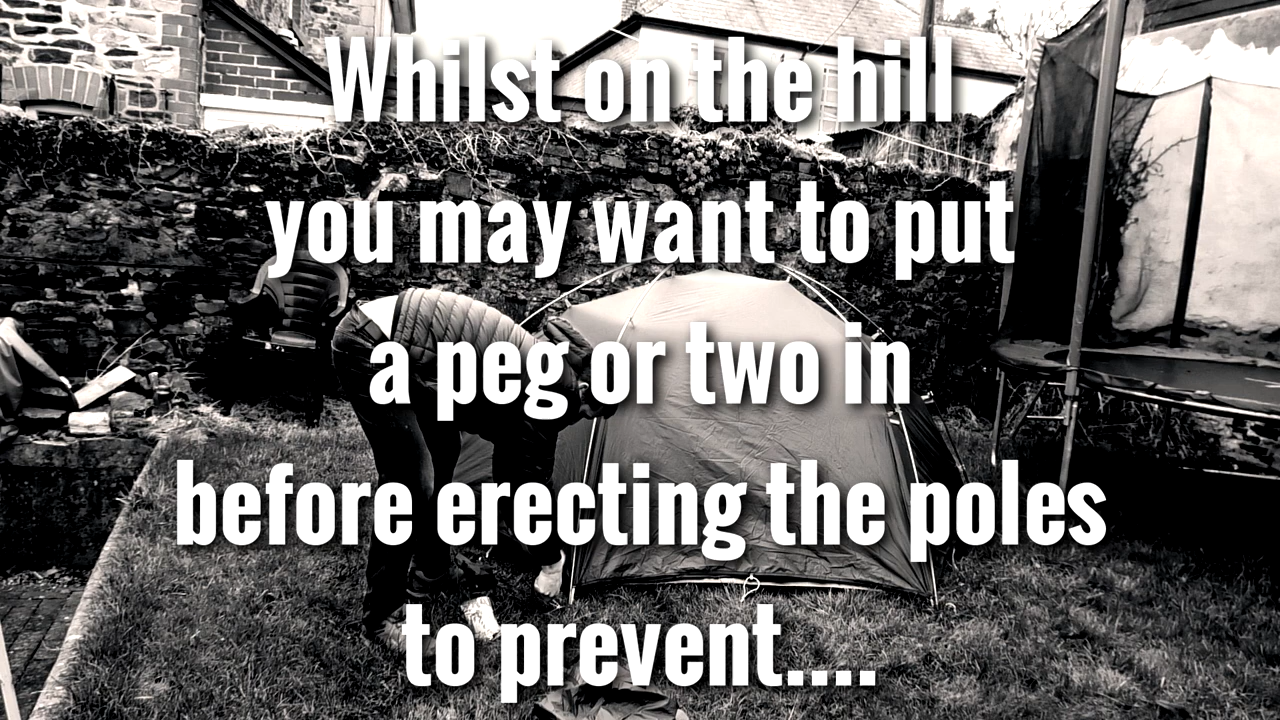 Whilst on the hill
you may want to put
a peg or two in
before erecting the poles
to prevent....